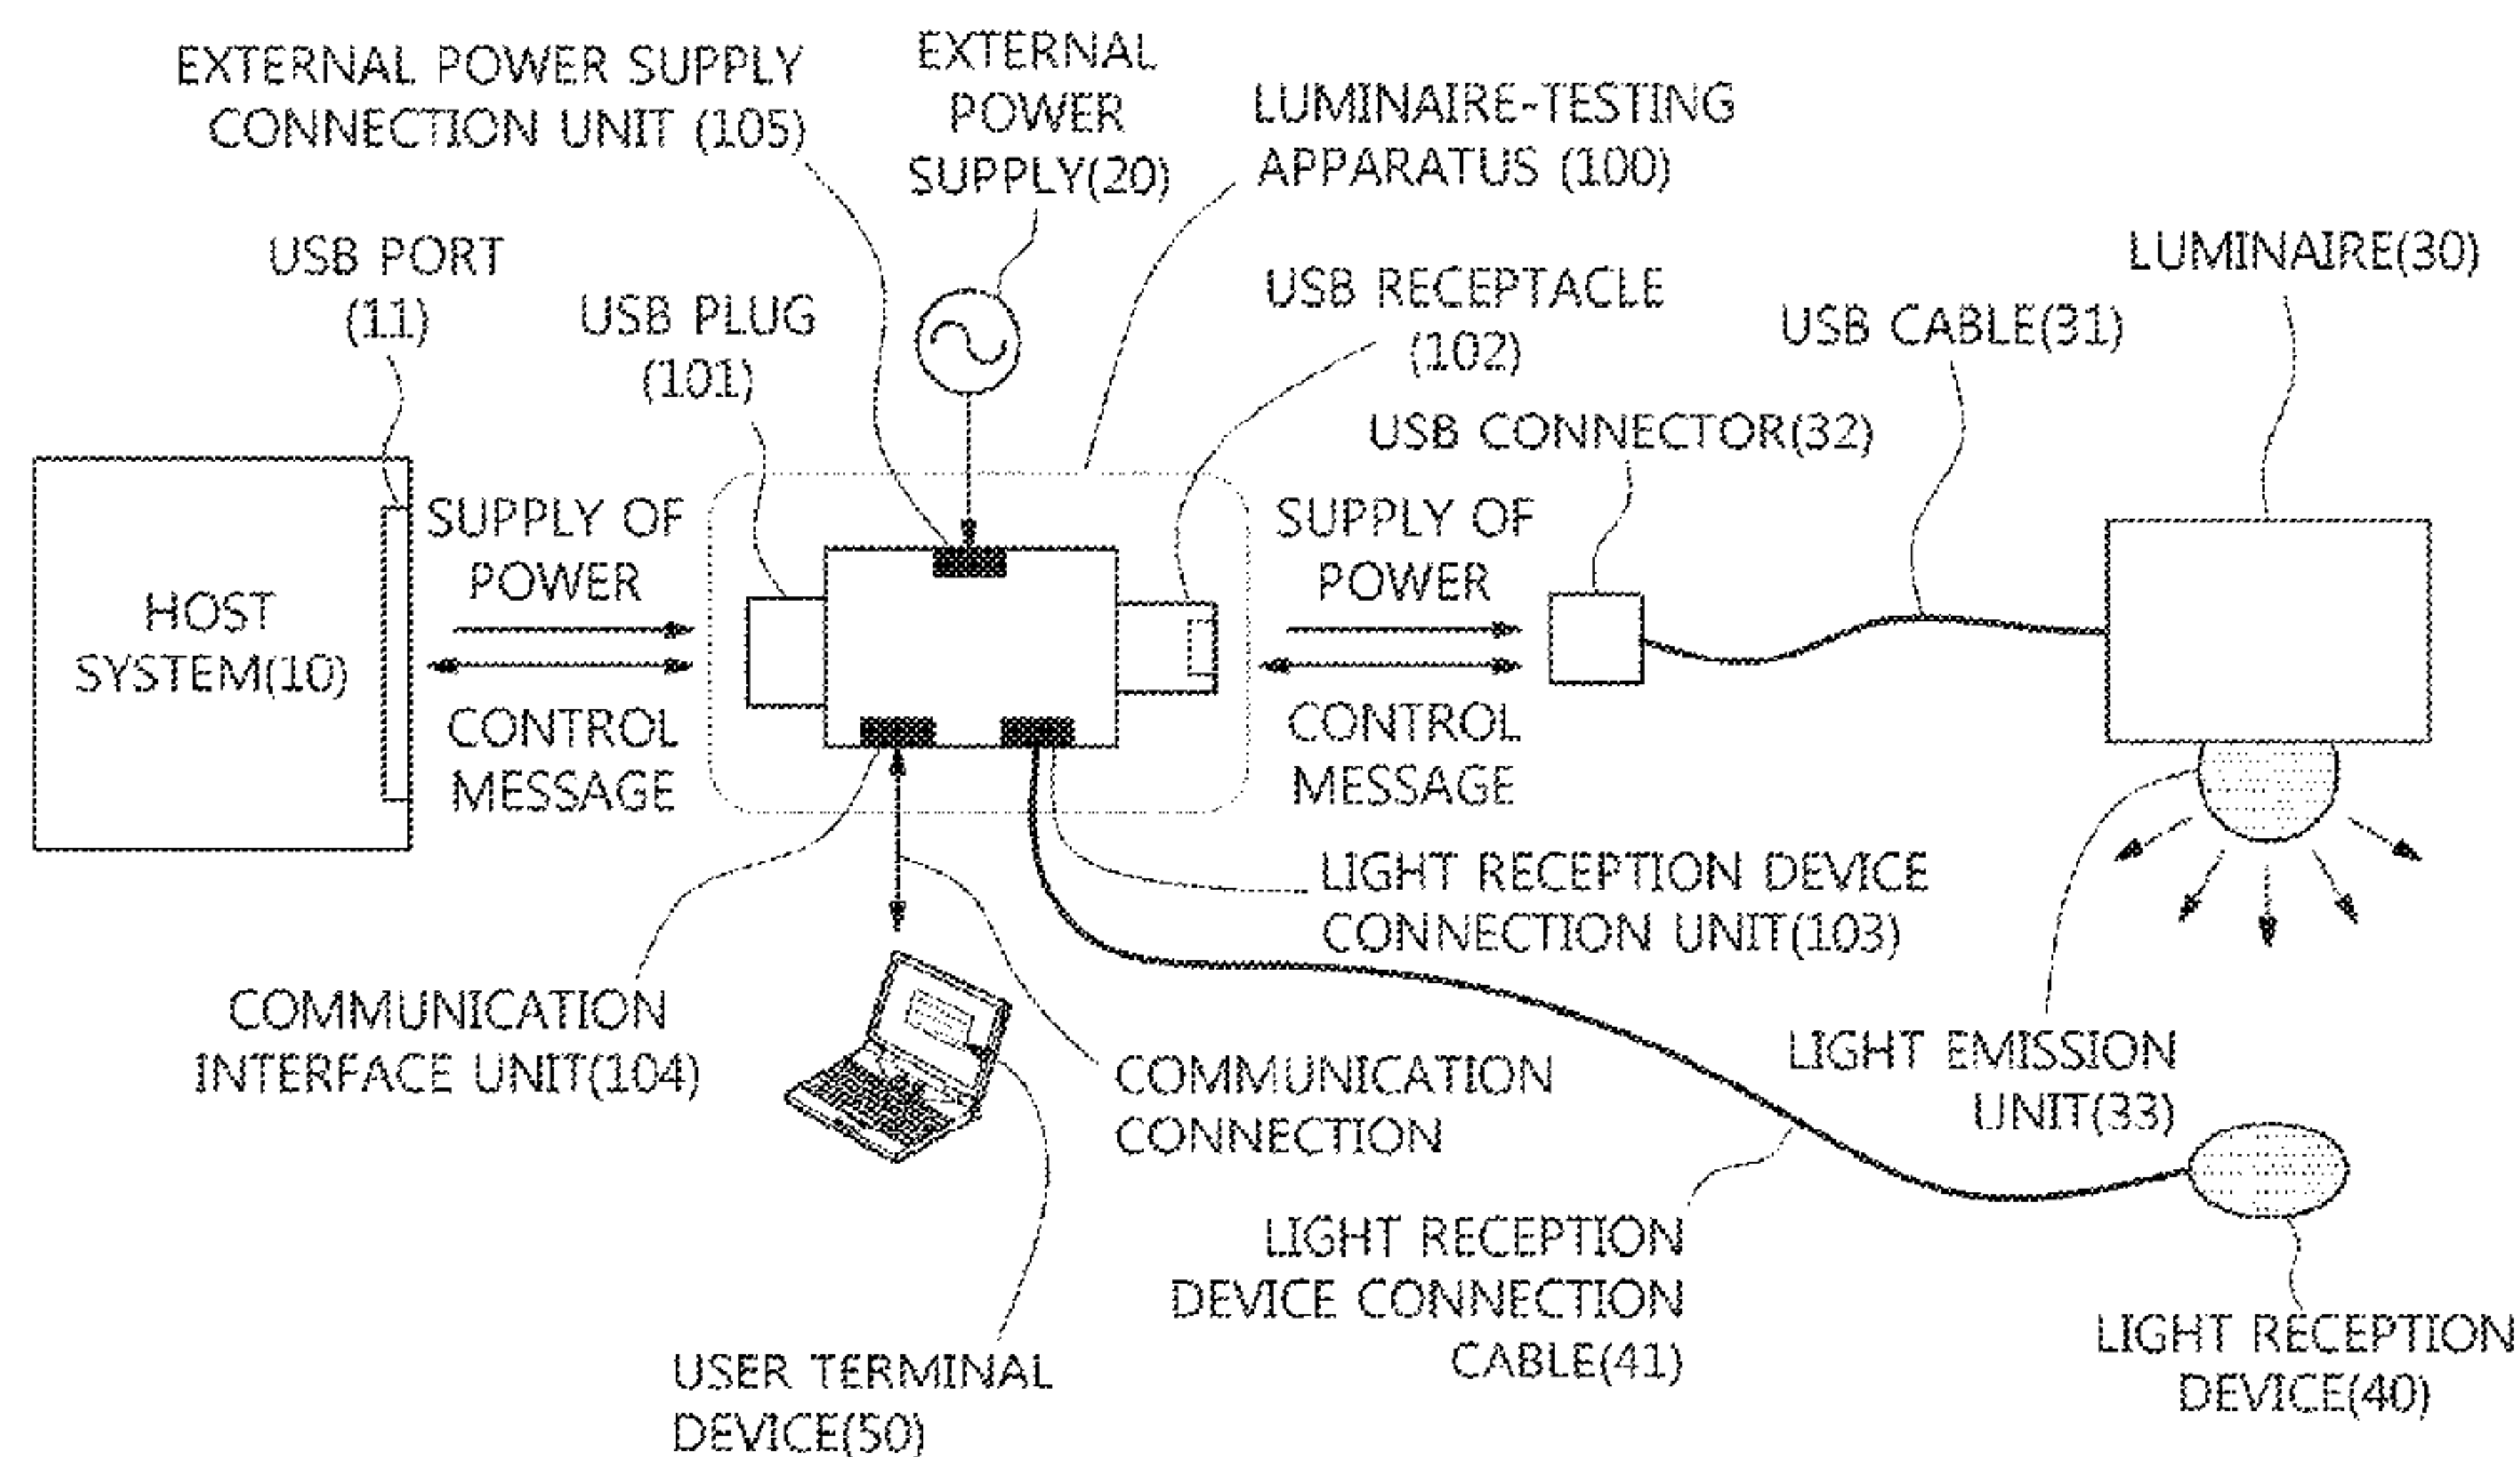 EXTERNAL POWER SUPPLY
CONNECTION UNIT (105)
EXTERNAL
POWER
SUPPLY(20)
LUMINAIRE-TESTING
APPARATUS (100)
USB PORT
(11)
USB PLUG
(101)
USB RECEPTACLE
(102)
USB CABLE(31)
LUMINAIRE(30)
USB CONNECTOR(32)
HOST
SYSTEM(10)
SUPPLY OF
POWER
CONTROL
MESSAGE
SUPPLY OF
POWER
CONTROL
MESSAGE
LIGHT RECEPTION DEVICE
CONNECTION UNIT(103)
COMMUNICATION
INTERFACE UNIT(104)
COMMUNICATION
CONNECTION
LIGHT EMISSION
UNIT(33)
LIGHT RECEPTION
DEVICE CONNECTION
CABLE(41)
LIGHT RECEPTION
DEVICE(40)
USER TERMINAL
DEVICE(50)